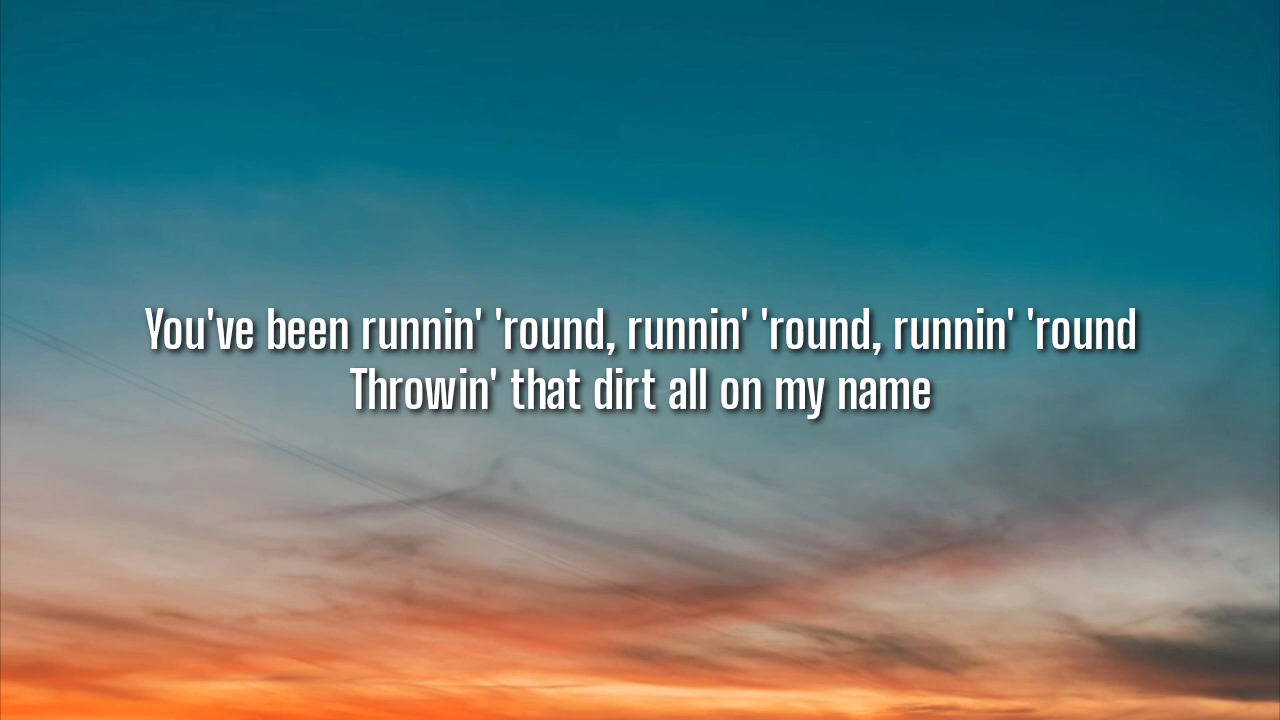 You've been runnin' 'round, runnin' 'round, runnin' 'round
Throwin' that dirt all on my name